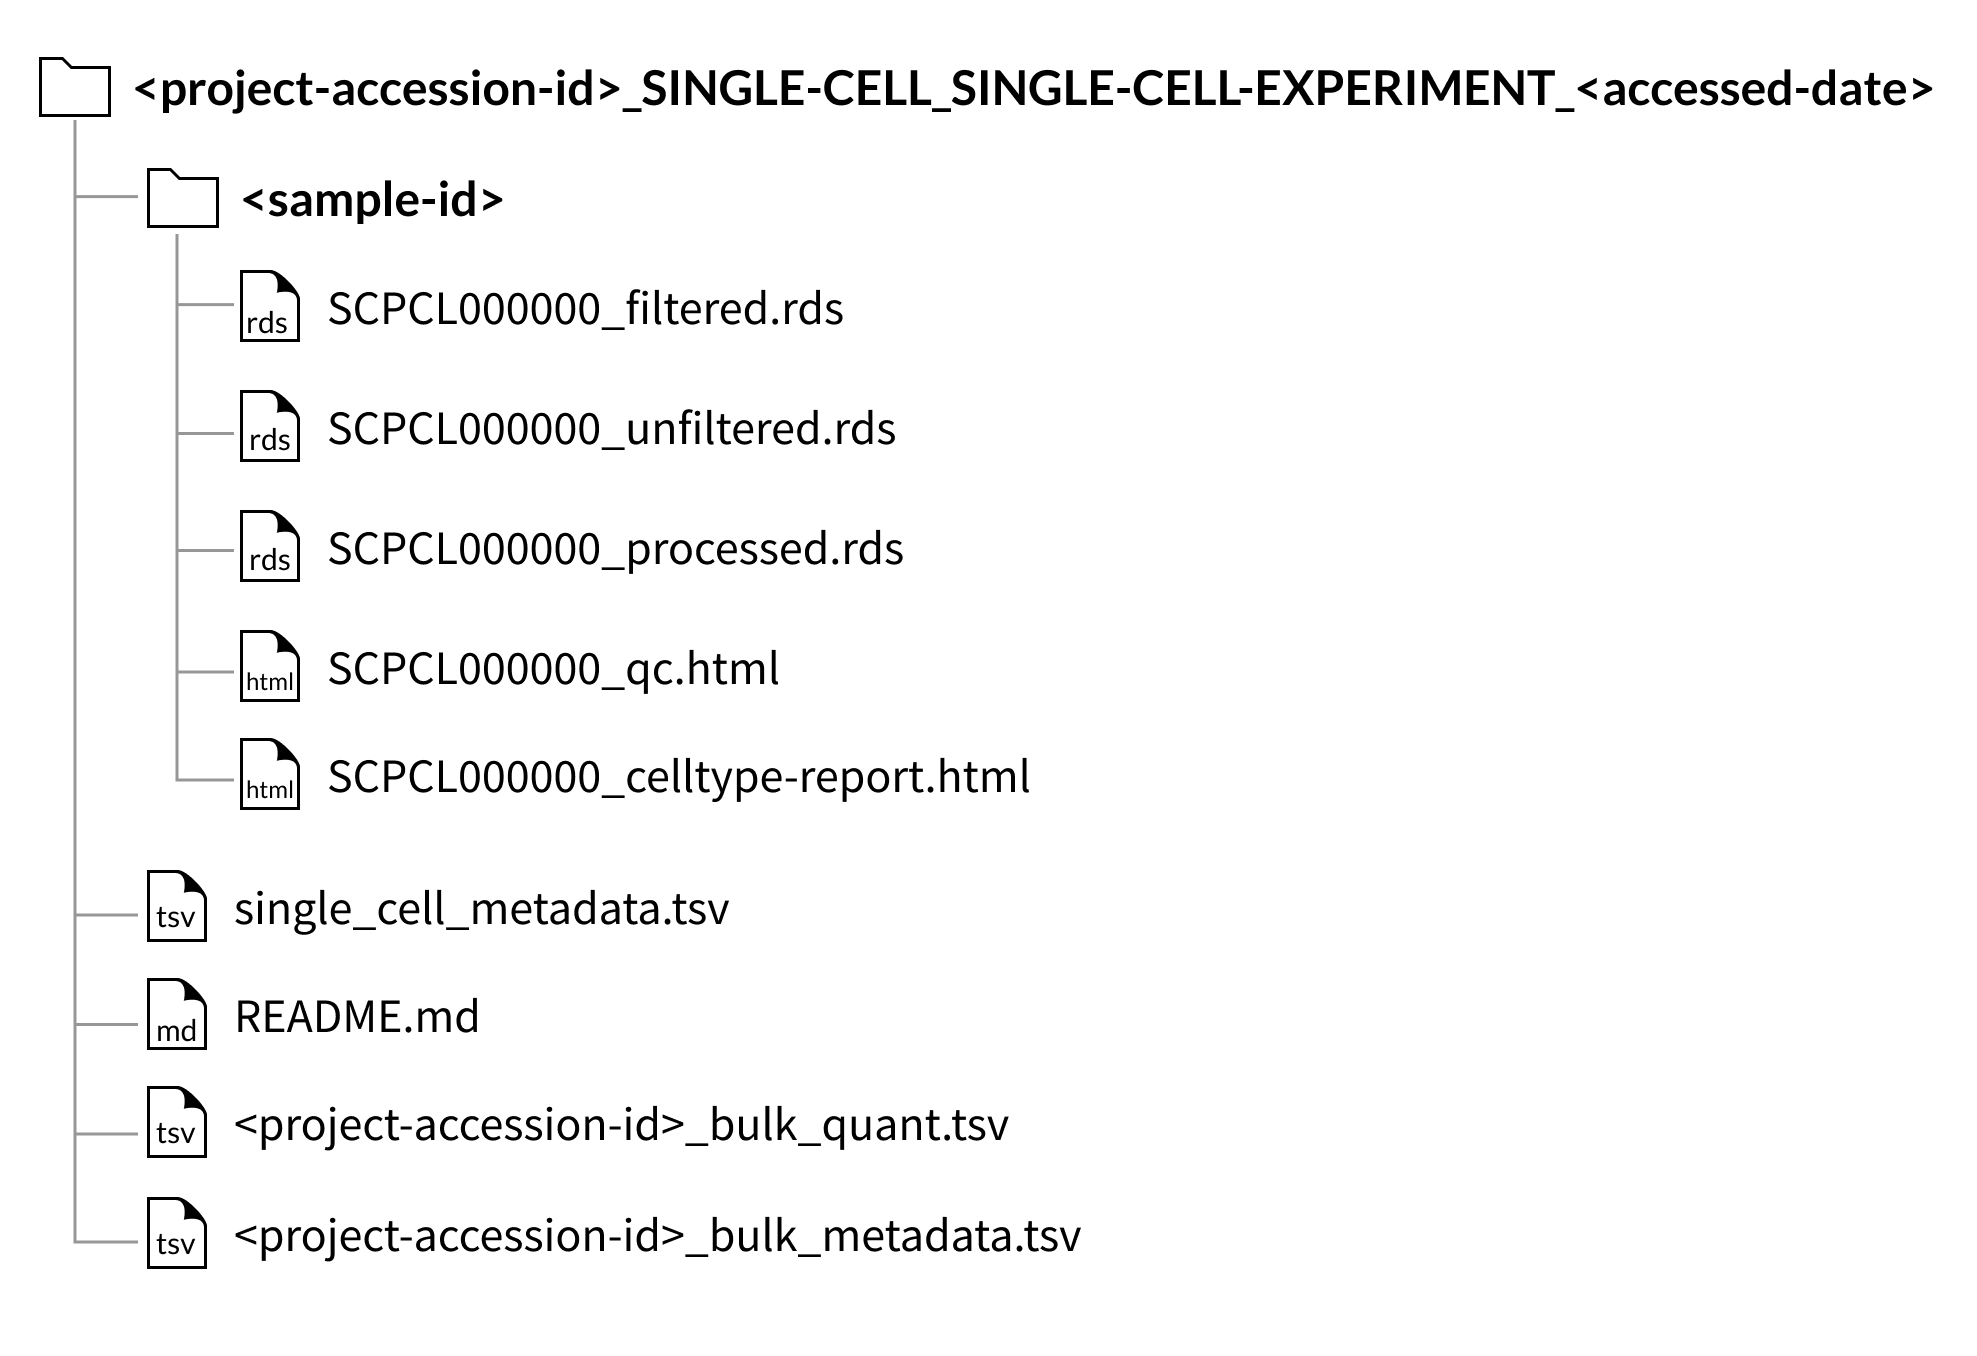 <project-accession-id>_SINGLE-CELL_SINGLE-CELL-EXPERIMENT_<accessed-date>
<sample-id>
rds SCPCL000000_filtered.rds
rds SCPCL000000_unfiltered.rds
rds SCPCL000000_processed.rds
html SCPCL000000_qc.html
html SCPCL000000_celltype-report.html
tsv single_cell_metadata.tsv
md README.md
tsv <project-accession-id>_bulk_quant.tsv
tsv <project-accession-id>_bulk_metadata.tsv